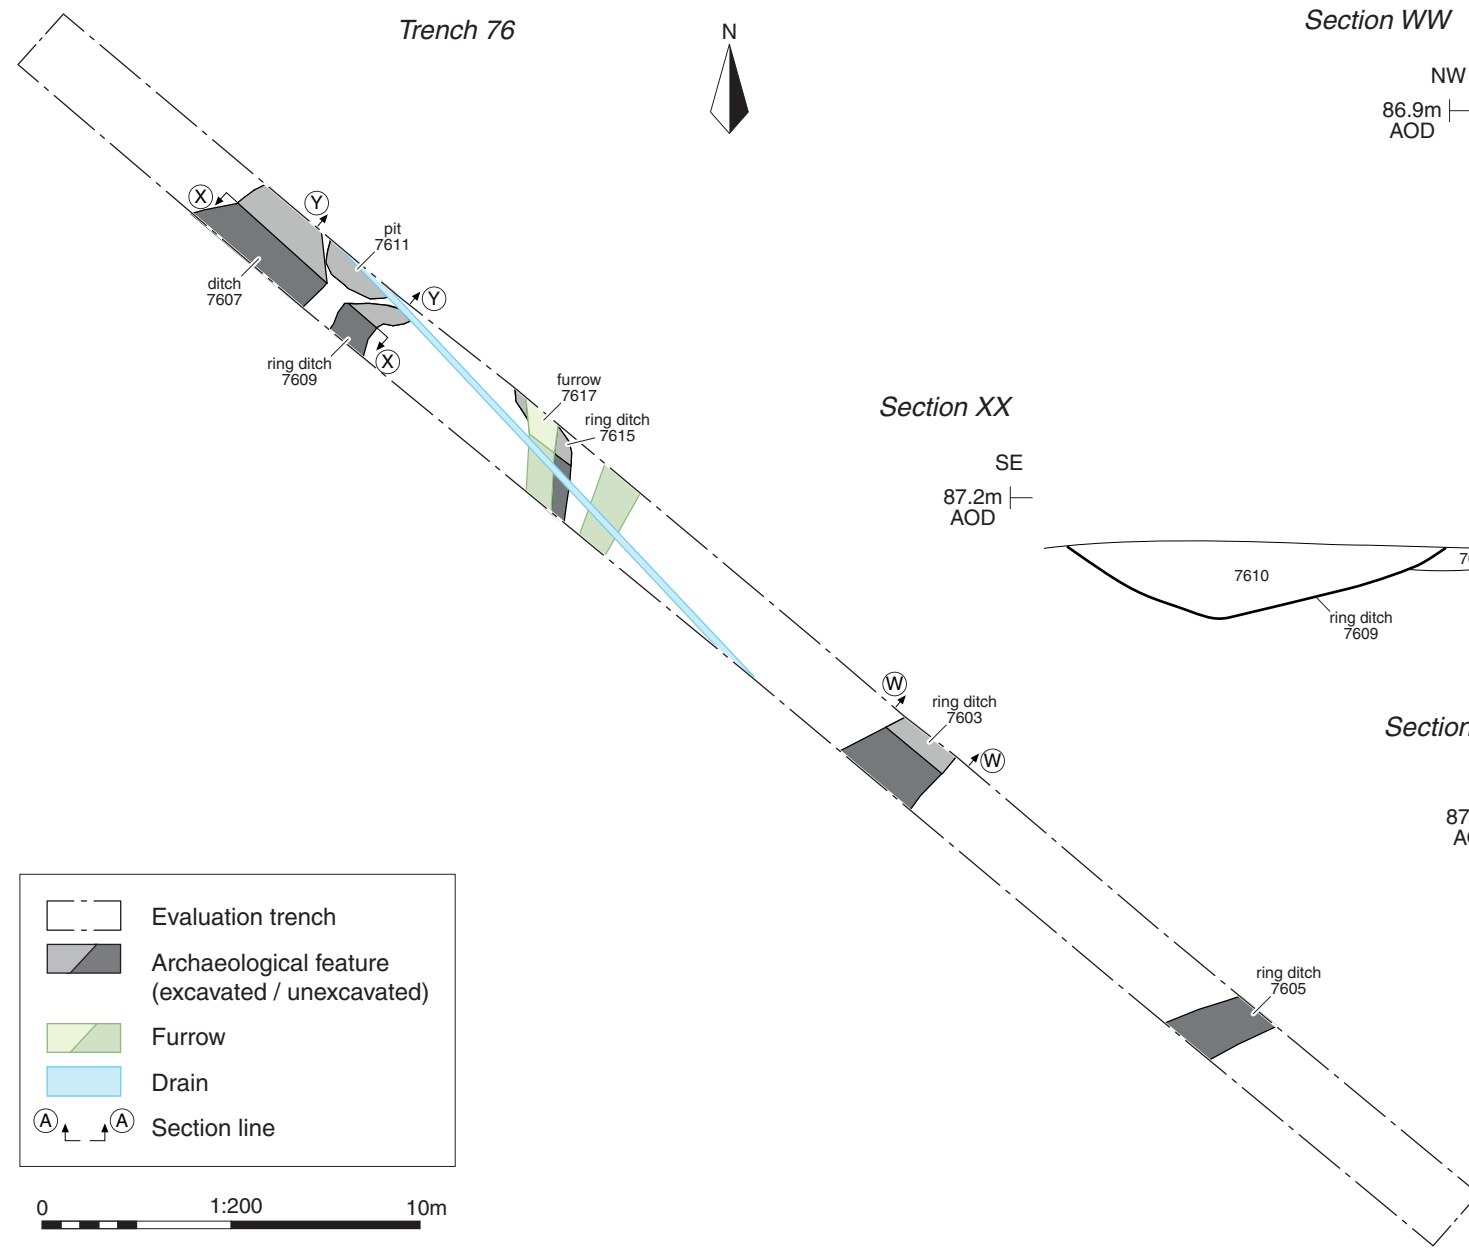 Trench 76
N
Section WW
NW
86.9m
AOD
X
Y
pit
7611
ditch
7607
Y
ring ditch
7609
X
furrow
7617
ring ditch
7615
Section XX
SE
87.2m
AOD
7610
ring ditch
7609
W
ring ditch
7603
W
Section
ring ditch
7605
Evaluation trench
Archaeological feature
(excavated / unexcavated)
Furrow
Drain
A A Section line
0 1:200 10m